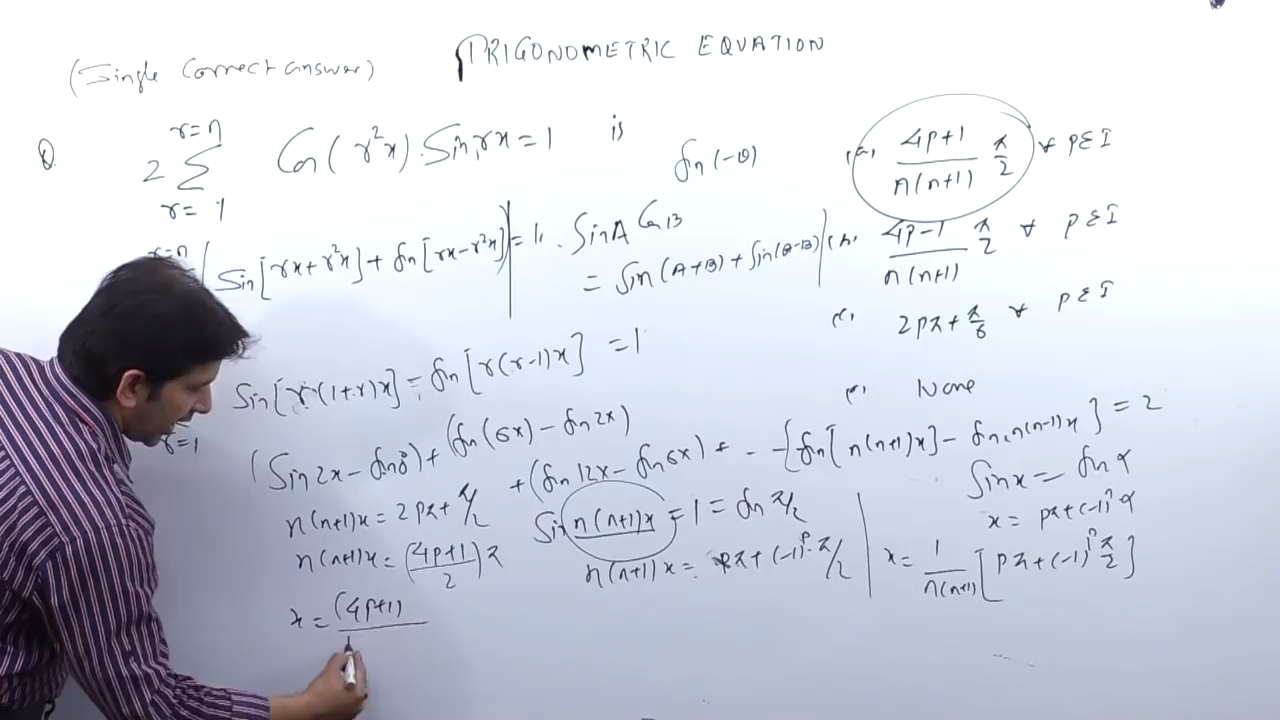 TRIGONOMETRIC EQUATION
(Single Correct answer)
Q. 2 Σ r=n r=1 Cos(r²x).Sin rx=1 is
Sin(-θ)
(a) 4p+1/n(n+1) π/2 ∀ p∈I
(b) 4p-1/n(n+1) π/2 ∀ p∈I
(c) 2pπ+π/6 ∀ p∈I
None
r=n
Sin[rx+r²x]+Sin[rx-r²x]=1.
SinA CosB
=Sin(A+B)+Sin(A-B)
r=1
Sin[r(1+r)x]-Sin[r(r-1)x] =1
(Sin2x-Sin0)+(Sin(6x)-Sin2x)
+(Sin12x-Sin6x)+ - -{Sin[n(n+1)x]-Sin n(n-1)x]=2
Sin n(n+1)x=1=Sin π/2
n(n+1)x=pπ+(-1)^p π/2
x=1/n(n+1)[pπ+(-1)^p π/2]
Sinx=Sin α
x=pπ+(-1)^n α
n(n+1)x=2pπ+π/2
n(n+1)x=(4p+1/2)π
x=(4p+1)